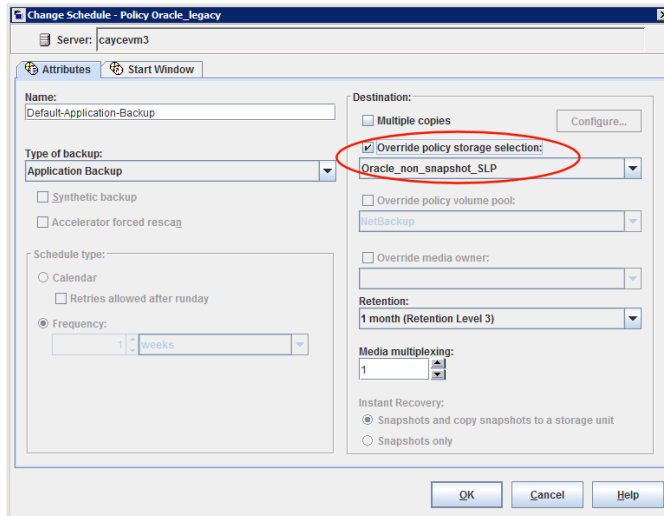 Change Schedule - Policy Oracle_legacy
Server: caycevm3
Attributes
Start Window
Name:
Default-Application-Backup
Type of backup:
Application Backup
Synthetic backup
Accelerator forced rescan
Schedule type:
Calendar
Retries allowed after runday
Frequency:
1 weeks
Destination:
Multiple copies
Configure...
Override policy storage selection:
Oracle_non_snapshot_SLP
Override policy volume pool:
NetBackup
Override media owner:
Retention:
1 month (Retention Level 3)
Media multiplexing:
1
Instant Recovery:
Snapshots and copy snapshots to a storage unit
Snapshots only
OK
Cancel
Help